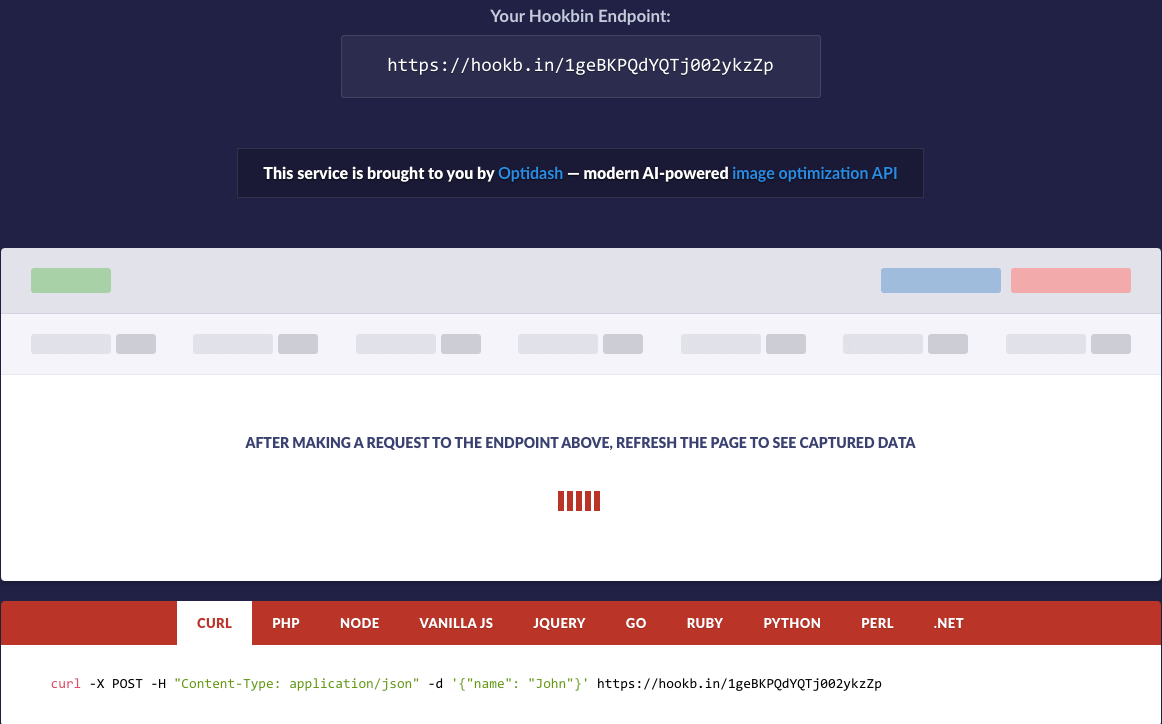 Your Hookbin Endpoint:
https://hookb.in/1geBKPQdYQTj002ykzZp
This service is brought to you by Optidash — modern AI-powered image optimization API
AFTER MAKING A REQUEST TO THE ENDPOINT ABOVE, REFRESH THE PAGE TO SEE CAPTURED DATA
CURL PHP NODE VANILLA JS JQUERY GO RUBY PYTHON PERL .NET
curl -X POST -H "Content-Type: application/json" -d '{"name": "John"}' https://hookb.in/1geBKPQdYQTj002ykzZp